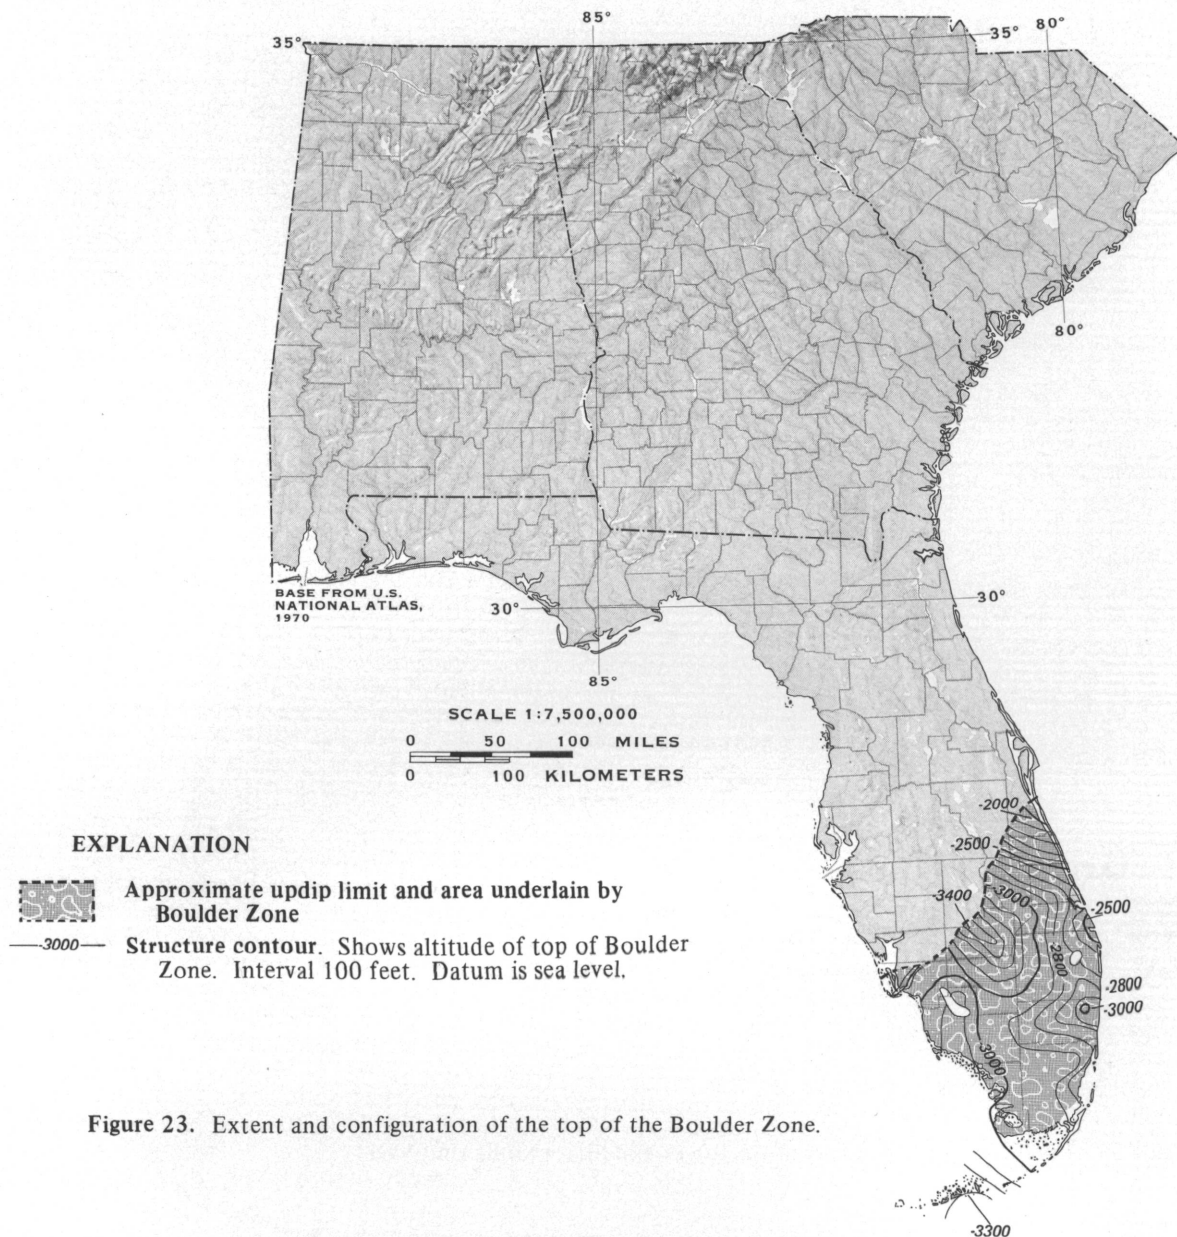 85°
35°
35°
80°
80°
BASE FROM U.S.
NATIONAL ATLAS,
1970
30°
30°
85°
SCALE 1:7,500,000
0 50 100 MILES
0 100 KILOMETERS
-2000
-2500
-3400
-3000
-2500
2800
-2800
-3000
3000
-3300
EXPLANATION
Approximate updip limit and area underlain by
Boulder Zone
-3000
Structure contour. Shows altitude of top of Boulder
Zone. Interval 100 feet. Datum is sea level.
Figure 23. Extent and configuration of the top of the Boulder Zone.